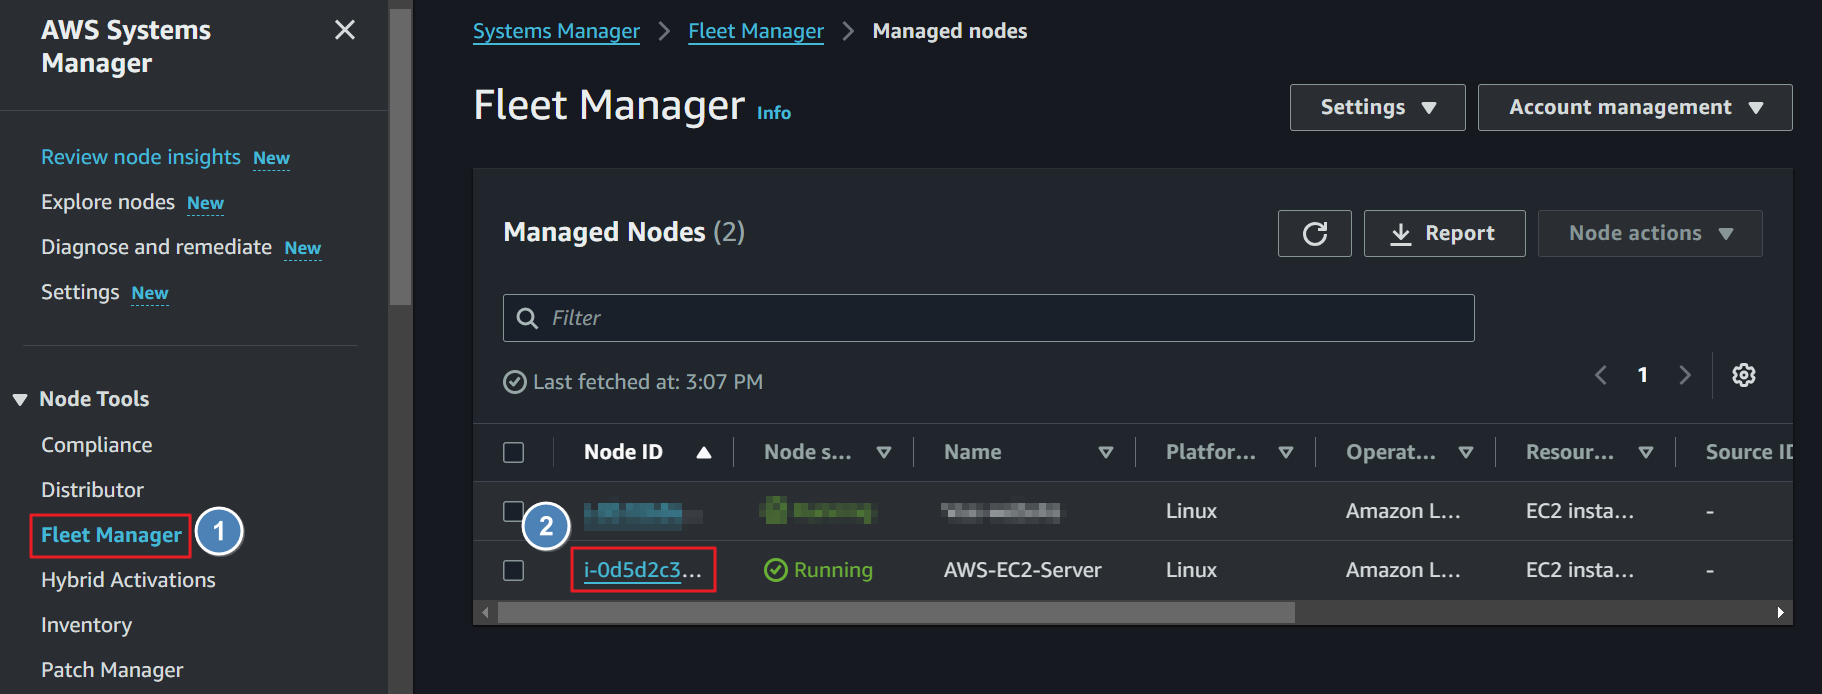 AWS Systems
Manager
Review node insights New
Explore nodes New
Diagnose and remediate New
Settings New
Node Tools
Compliance
Distributor
Fleet Manager 1
Hybrid Activations
Inventory
Patch Manager
Systems Manager > Fleet Manager > Managed nodes
Fleet Manager Info
Settings
Account management
Managed Nodes (2)
Report
Node actions
Filter
Last fetched at: 3:07 PM
1
Node ID Node s... Name Platfor... Operat... Resour... Source ID
2 Linux Amazon L... EC2 insta... -
i-0d5d2c3... Running AWS-EC2-Server Linux Amazon L... EC2 insta... -